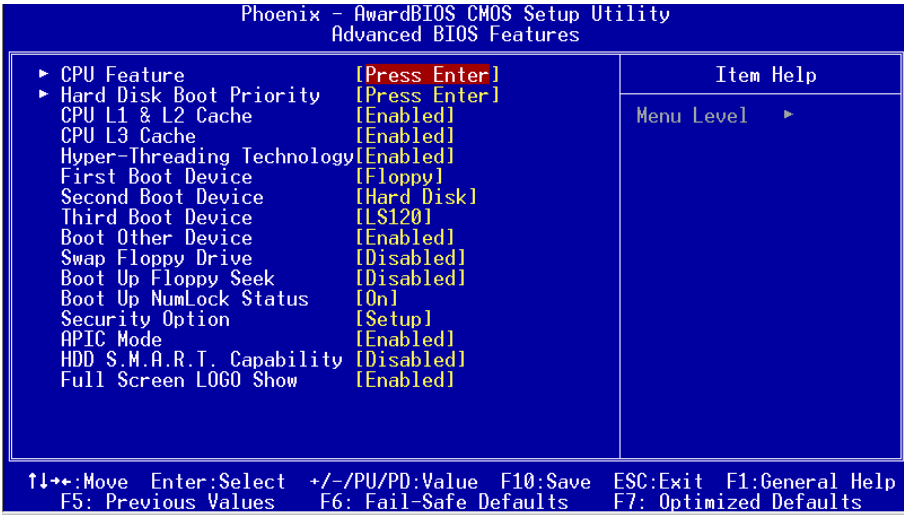 Phoenix - AwardBIOS CMOS Setup Utility
Advanced BIOS Features
► CPU Feature [Press Enter]
► Hard Disk Boot Priority [Press Enter]
CPU L1 & L2 Cache [Enabled]
CPU L3 Cache [Enabled]
Hyper-Threading Technology[Enabled]
First Boot Device [Floppy]
Second Boot Device [Hard Disk]
Third Boot Device [LS120]
Boot Other Device [Enabled]
Swap Floppy Drive [Disabled]
Boot Up Floppy Seek [Disabled]
Boot Up NumLock Status [On]
Security Option [Setup]
APIC Mode [Enabled]
HDD S.M.A.R.T. Capability [Disabled]
Full Screen LOGO Show [Enabled]
Item Help
Menu Level ►
↑↓→←:Move Enter:Select +/-/PU/PD:Value F10:Save ESC:Exit F1:General Help
F5: Previous Values F6: Fail-Safe Defaults F7: Optimized Defaults